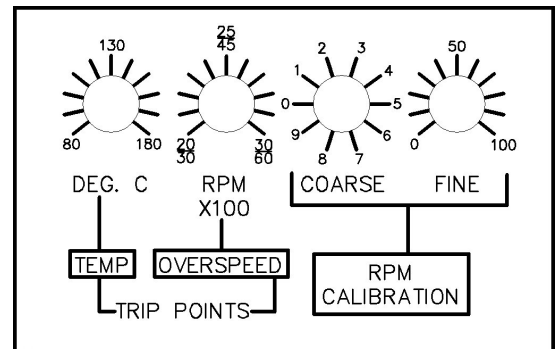 130
80
180
25
45
20
30
30
60
0
1
2
3
4
5
6
7
8
9
50
0
100
DEG. C
RPM
X100
COARSE
FINE
TEMP
OVERSPEED
TRIP POINTS
RPM
CALIBRATION